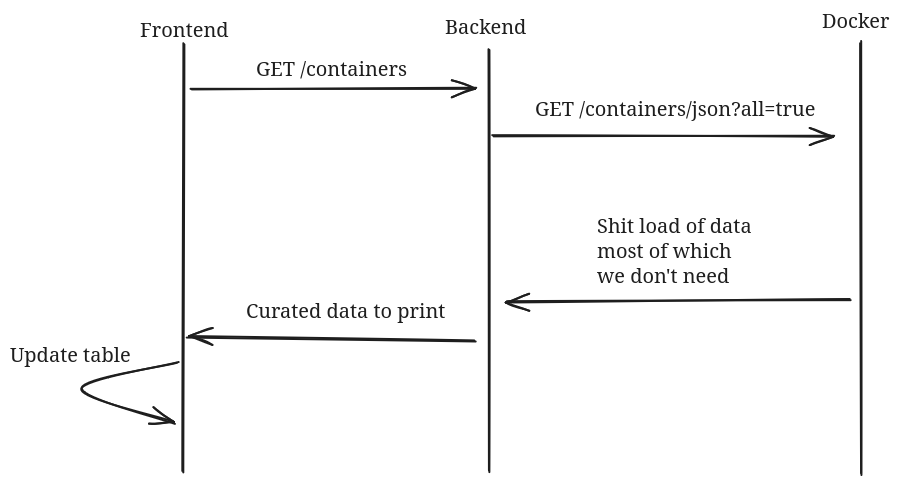 Frontend
Backend
Docker
GET /containers
GET /containers/json?all=true
Shit load of data
most of which
we don't need
Curated data to print
Update table